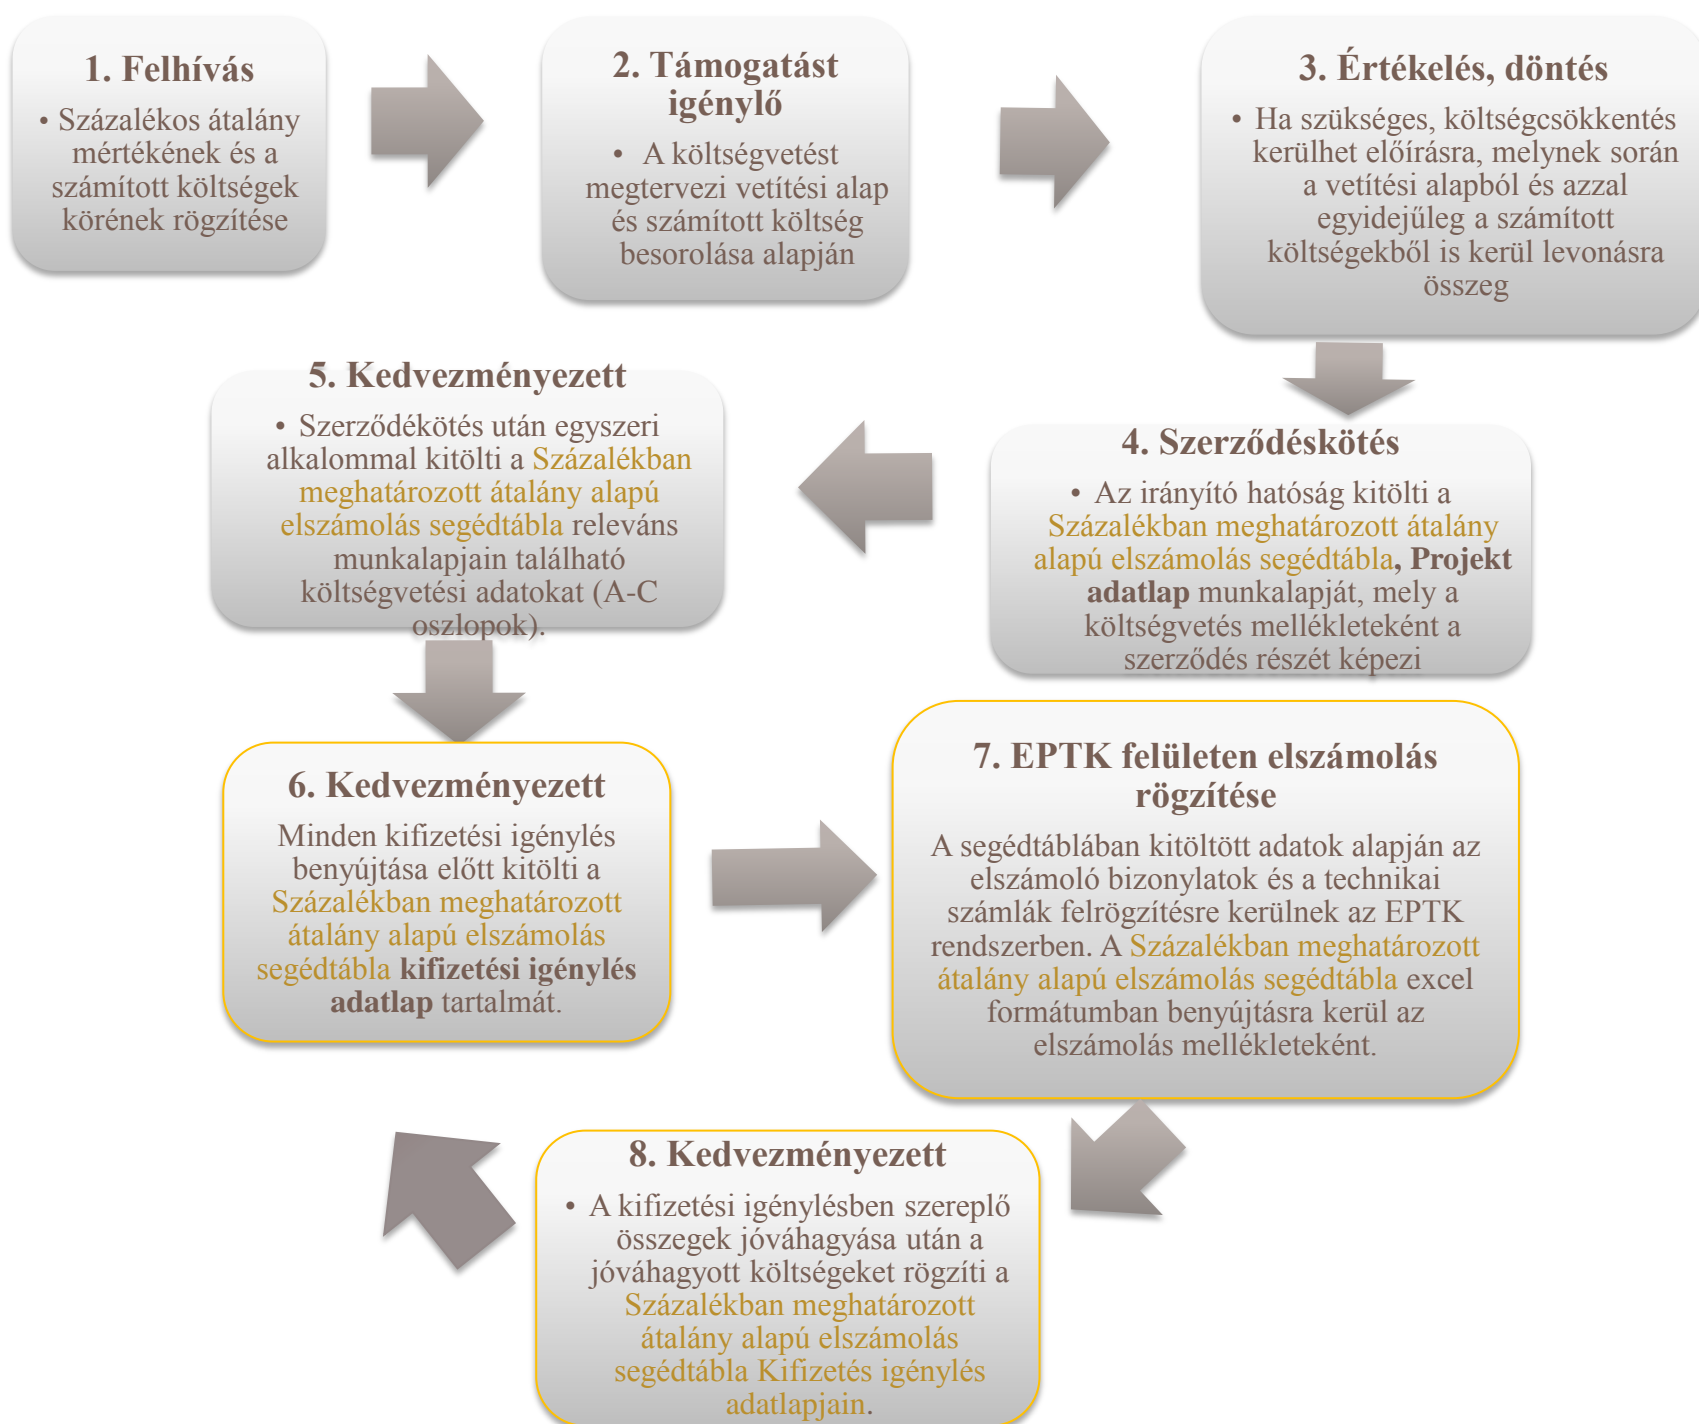 1. Felhívás
• Százalékos átalány
mértékének és a
számított költségek
körének rögzítése
2. Támogatást
igénylő
• A költségvetést
megtervezi vetítési alap
és számított költség
besorolása alapján
3. Értékelés, döntés
• Ha szükséges, költségcsökkentés
kerülhet előírásra, melynek során
a vetítési alapból és azzal
egyidejűleg a számított
költségekből is kerül levonásra
összeg
4. Szerződéskötés
• Az irányító hatóság kitölti a
Százalékban meghatározott átalány
alapú elszámolás segédtábla, Projekt
adatlap munkalapját, mely a
költségvetés mellékleteként a
szerződés részét képezi
5. Kedvezményezett
• Szerződékötés után egyszeri
alkalommal kitölti a Százalékban
meghatározott átalány alapú
elszámolás segédtábla releváns
munkalapjain található
költségvetési adatokat (A-C
oszlopok).
6. Kedvezményezett
Minden kifizetési igénylés
benyújtása előtt kitölti a
Százalékban meghatározott
átalány alapú elszámolás
segédtábla kifizetési igénylés
adatlap tartalmát.
7. EPTK felületen elszámolás
rögzítése
A segédtáblában kitöltött adatok alapján az
elszámoló bizonylatok és a technikai
számlák felrögzítésre kerülnek az EPTK
rendszerben. A Százalékban meghatározott
átalány alapú elszámolás segédtábla excel
formátumban benyújtásra kerül az
elszámolás mellékleteként.
8. Kedvezményezett
• A kifizetési igénylésben szereplő
összegek jóváhagyása után a
jóváhagyott költségeket rögzíti a
Százalékban meghatározott
átalány alapú elszámolás
segédtábla Kifizetés igénylés
adatlapjain.